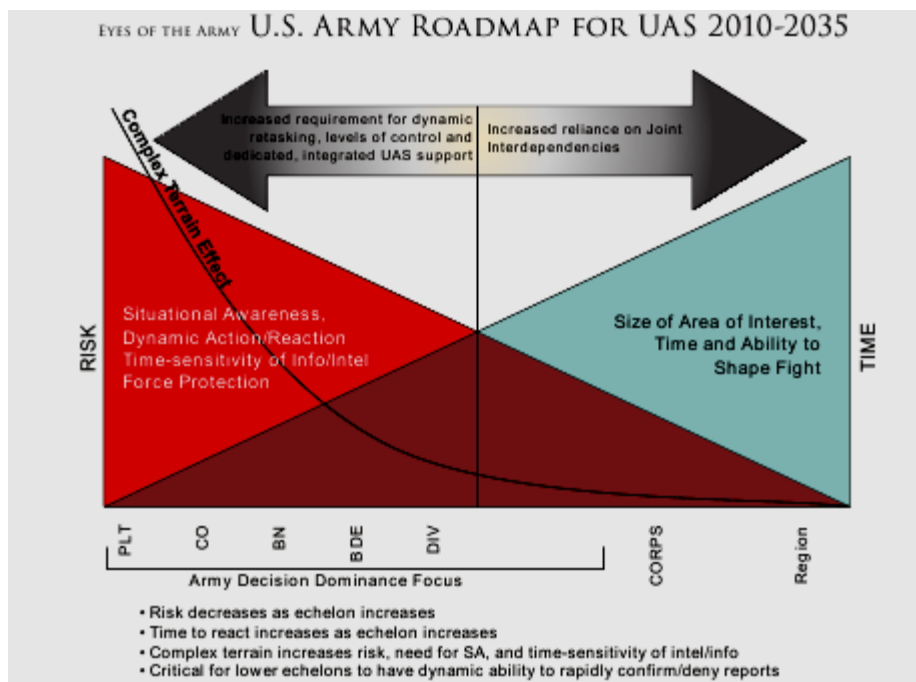 EYES OF THE ARMY U.S. ARMY ROADMAP FOR UAS 2010-2035
Increased requirement for dynamic
retasking, levels of control and
dedicated, integrated UAS support
Increased reliance on Joint
Interdependencies
Complex Terrain Effect
RISK
Situational Awareness,
Dynamic Action/Reaction
Time-sensitivity of Info/Intel
Force Protection
Size of Area of Interest,
Time and Ability to
Shape Fight
TIME
PLT
CO
BN
BDE
DIV
CORPS
Region
Army Decision Dominance Focus
• Risk decreases as echelon increases
• Time to react increases as echelon increases
• Complex terrain increases risk, need for SA, and time-sensitivity of intel/info
• Critical for lower echelons to have dynamic ability to rapidly confirm/deny reports